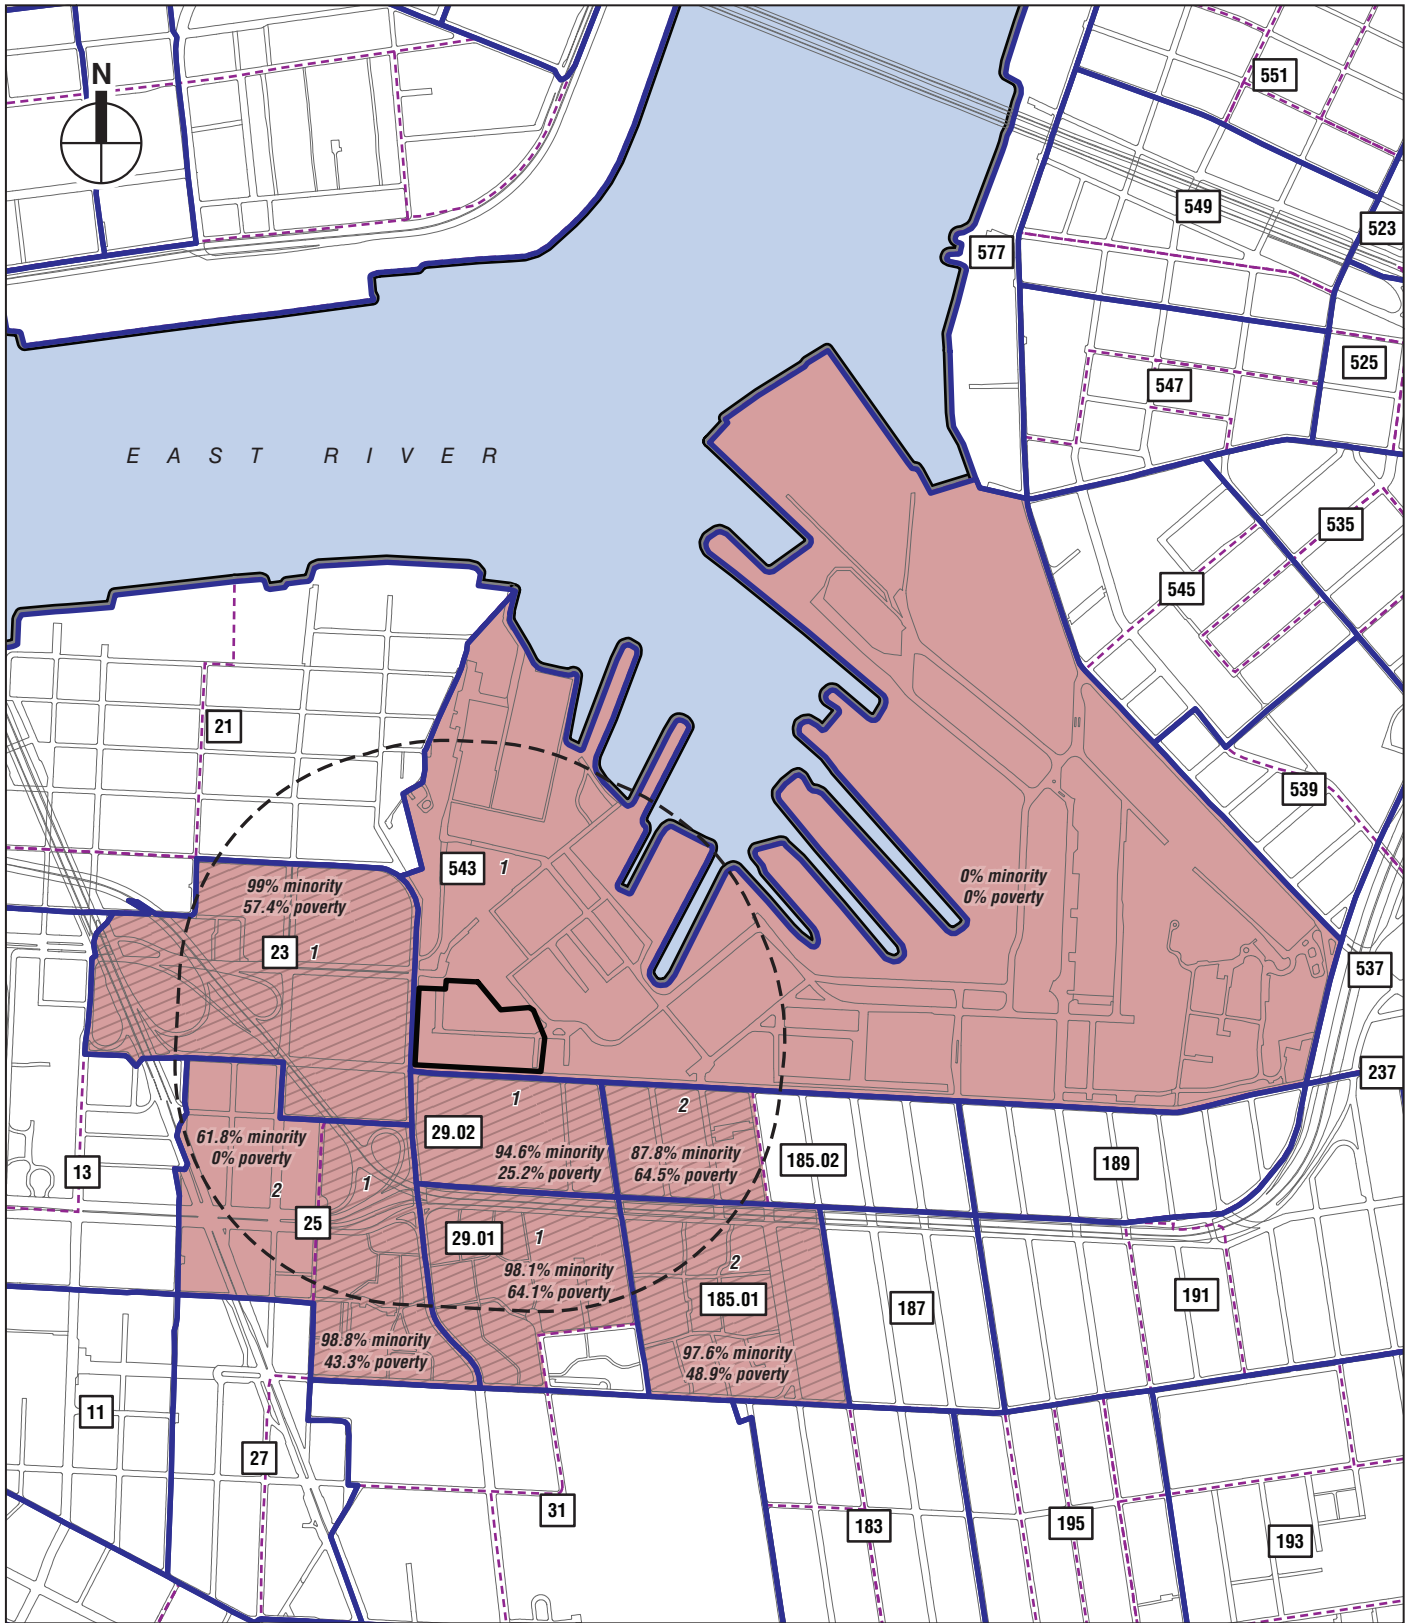 N
551
549
523
577
525
547
EAST RIVER
535
545
21
539
543 1
0% minority
0% poverty
99% minority
57.4% poverty
23 1
537
237
1
2
29.02
61.8% minority
0% poverty
94.6% minority
25.2% poverty
87.8% minority
64.5% poverty
185.02
189
13
2
1
25
29.01
1
98.1% minority
64.1% poverty
2
185.01
187
191
98.8% minority
43.3% poverty
97.6% minority
48.9% poverty
11
27
31
183
195
193